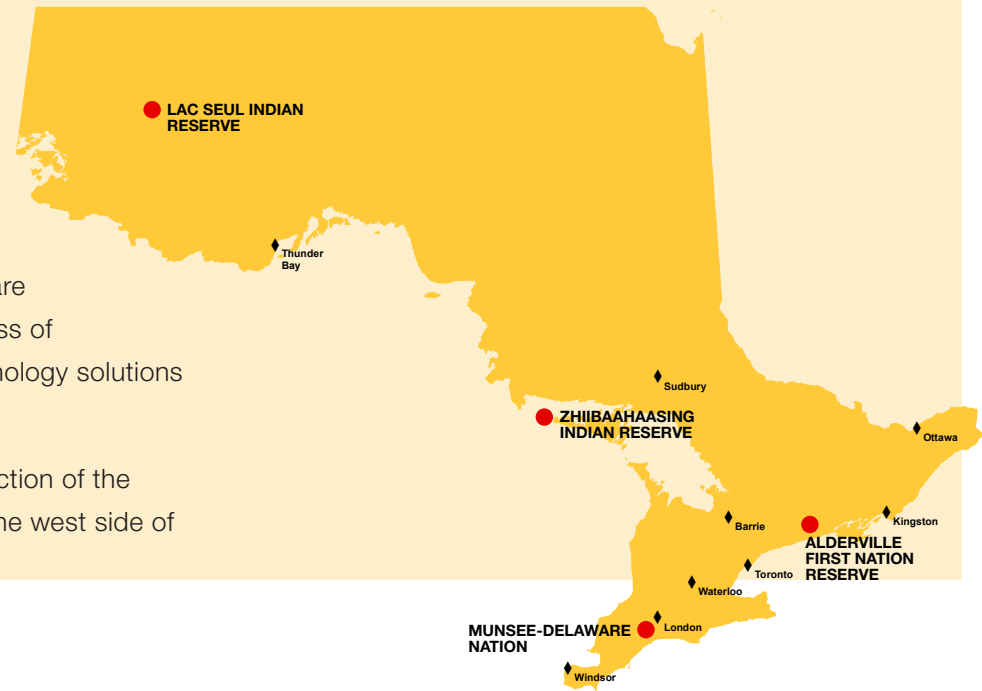 LAC SEUL INDIAN
RESERVE
Thunder
Bay
are
ss of
nology solutions
Sudbury
ZHIIBAAHAASING
INDIAN RESERVE
Ottawa
ction of the
Kingston
he west side of
Barrie
ALDERVILLE
FIRST NATION
RESERVE
Toronto
Waterloo
London
MUNSEE-DELAWARE
NATION
Windsor